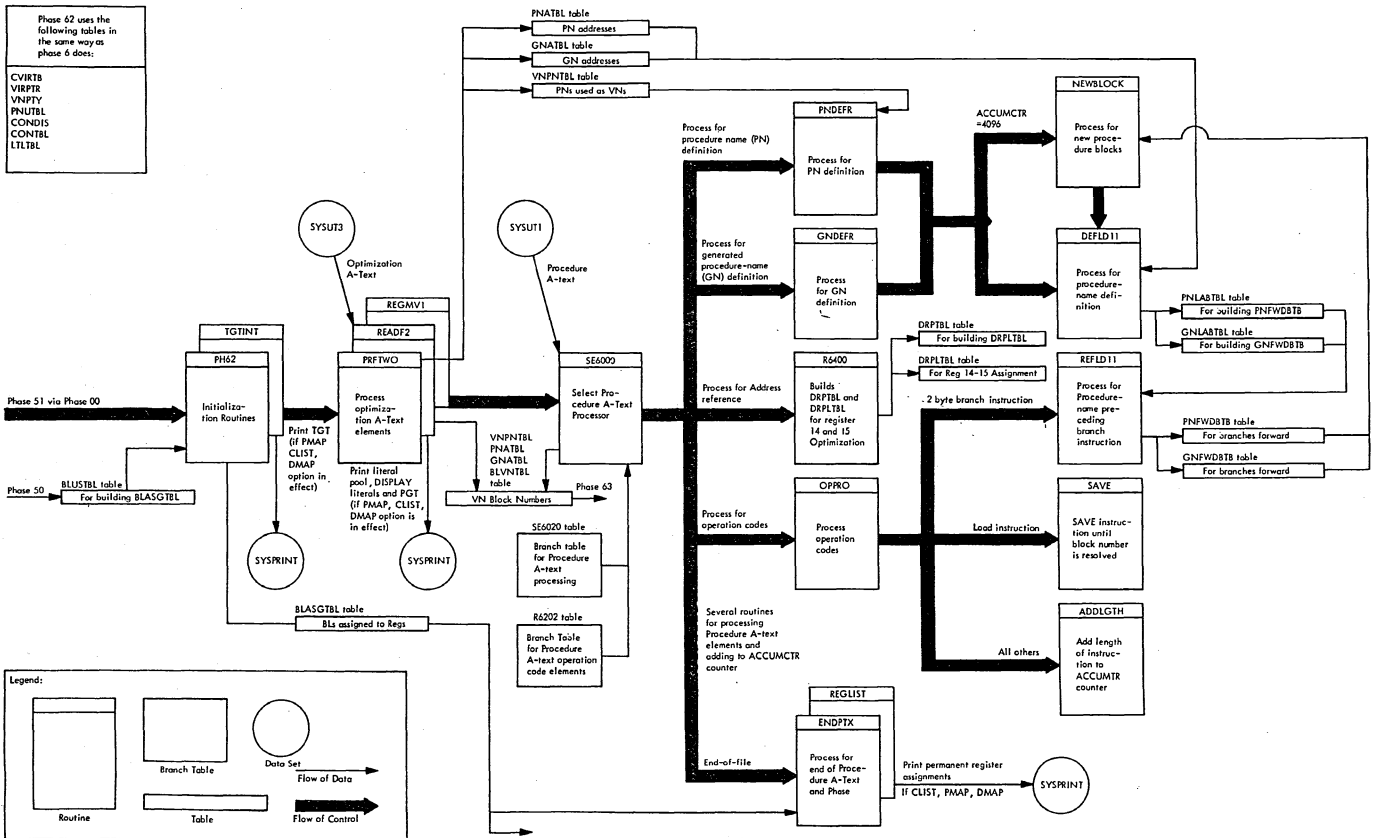 Phase 62 uses the
following tables in
the same way as
phase 6 does:
CVIRTB
VIRPTR
VNPTY
PNUTBL
CONDIS
CONTBL
LTLTBL
PNATBL table
PN addresses
GNATBL table
GN addresses
VNPNTBL table
PNs used as VNs
Phase 51 via Phase 00
Phase 50
BLUSTBL table
For building BLASGTBL
TGTINT
PH62
Initializa-
tion Routines
Print TGT
(if PMAP
CLIST,
DMAP
option in
effect)
SYSPRINT
SYSUT3
Optimization
A-Text
REGMV1
READF2
PRFTWO
Process
optimiza-
tion A-Text
elements
Print literal
pool, DISPLAY
literals and PGT
(if PMAP, CLIST,
DMAP option is
in effect)
SYSPRINT
VNPNTBL
PNATBL
GNATBL
BLVNTBL
table
VN Block Numbers
Phase 63
SYSUT1
Procedure
A-text
SE6000
Select Pro-
cedure A-Text
Processor
SE6020 table
Branch table
for Procedure
A-text
processing
R6202 table
Branch Table
for Procedure
A-text operation
code elements
BLASGTBL table
BLs assigned to Regs
Process for
procedure name (PN)
definition
PNDEFR
Process for
PN definition
Process for
generated
procedure-name
(GN) definition
GNDEFR
Process
for GN
definition
Process for Address
reference
R6400
Builds
DRPTBL and
DRPLTBL
for register
14 and 15
Optimization
DRPTBL table
For building DRPLTBL
DRPLTBL table
For Reg 14-15 Assignment
Process for
operation codes
OPPRO
Process
operation
codes
Several routines
for processing
Procedure A-text
elements and
adding to ACCUMCTR
counter
End-of-file
REGLIST
ENDPTX
Process for
end of Proce-
dure A-Text
and Phase
Print permanent register
assignments
If CLIST, PMAP, DMAP
SYSPRINT
ACCUMCTR
=4096
NEWBLOCK
Process for
new proce-
dure blocks
DEFLD11
Process for
procedure-
name defi-
nition
PNLABTBL table
For building PNFWDBTB
GNLABTBL table
For building GNFWDBTB
2 byte branch instruction
REFLD11
Process for
Procedure-
name pre-
ceding
branch
instruction
PNFWDBTB table
For branches forward
GNFWDBTB table
For branches forward
Load instruction
SAVE
SAVE instruc-
tion until
block number
is resolved
All others
ADDLGTH
Add length
of instruc-
tion to
ACCUMTR
counter
Legend:
Routine
Branch Table
Data Set
Flow of Data
Table
Flow of Control